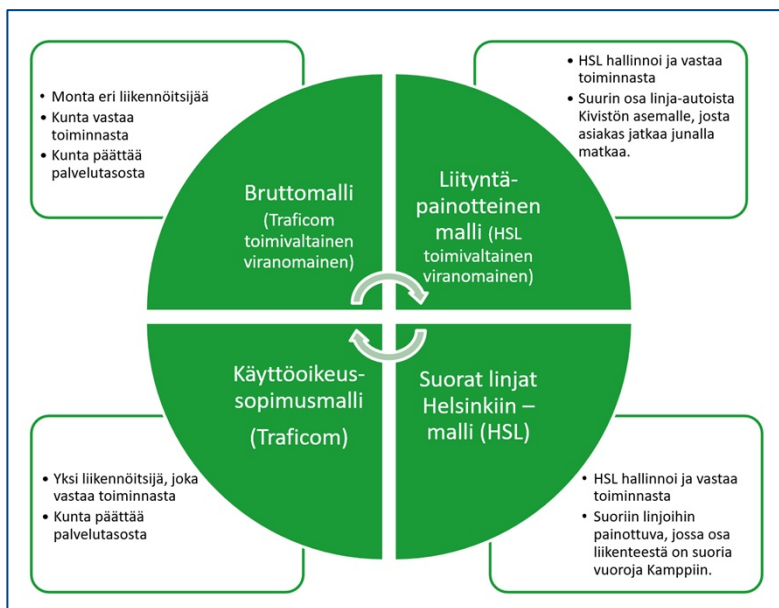 • Monta eri liikennöitsijää
• Kunta vastaa
toiminnasta
• Kunta päättää
palvelutasosta
Bruttomalli
(Traficom
toimivaltainen
viranomainen)
• HSL hallinnoi ja vastaa
toiminnasta
• Suurin osa linja-autoista
Kivistön asemalle, josta
asiakas jatkaa junalla
matkaa.
Liityntä-
painotteinen
malli (HSL
toimivaltainen
viranomainen)
Käyttöoikeus-
sopimusmalli
(Traficom)
• Yksi liikennöitsijä, joka
vastaa toiminnasta
• Kunta päättää
palvelutasosta
Suorat linjat
Helsinkiin –
malli (HSL)
• HSL hallinnoi ja vastaa
toiminnasta
• Suoriin linjoihin
painottuva, jossa osa
liikenteestä on suoria
vuoroja Kamppiin.